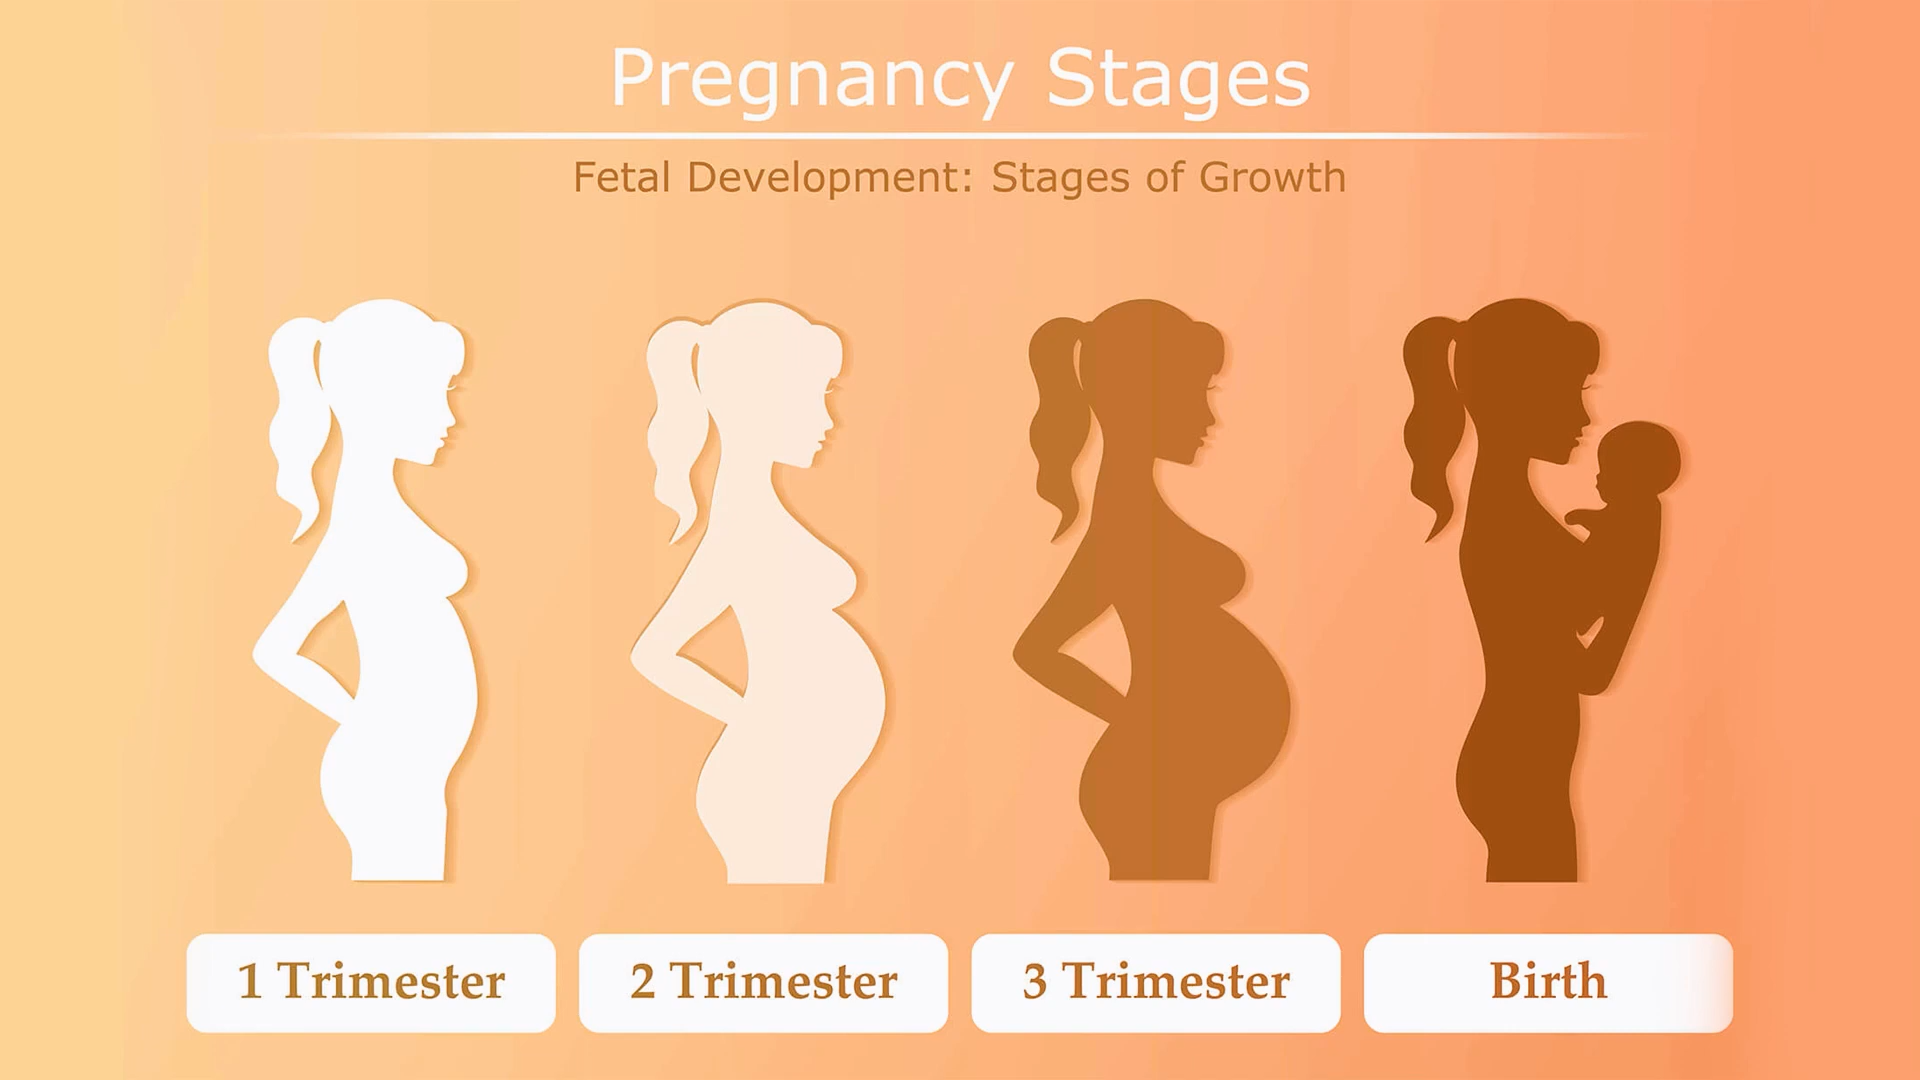 Pregnancy Stages
Fetal Development: Stages of Growth
1 Trimester
2 Trimester
3 Trimester
Birth